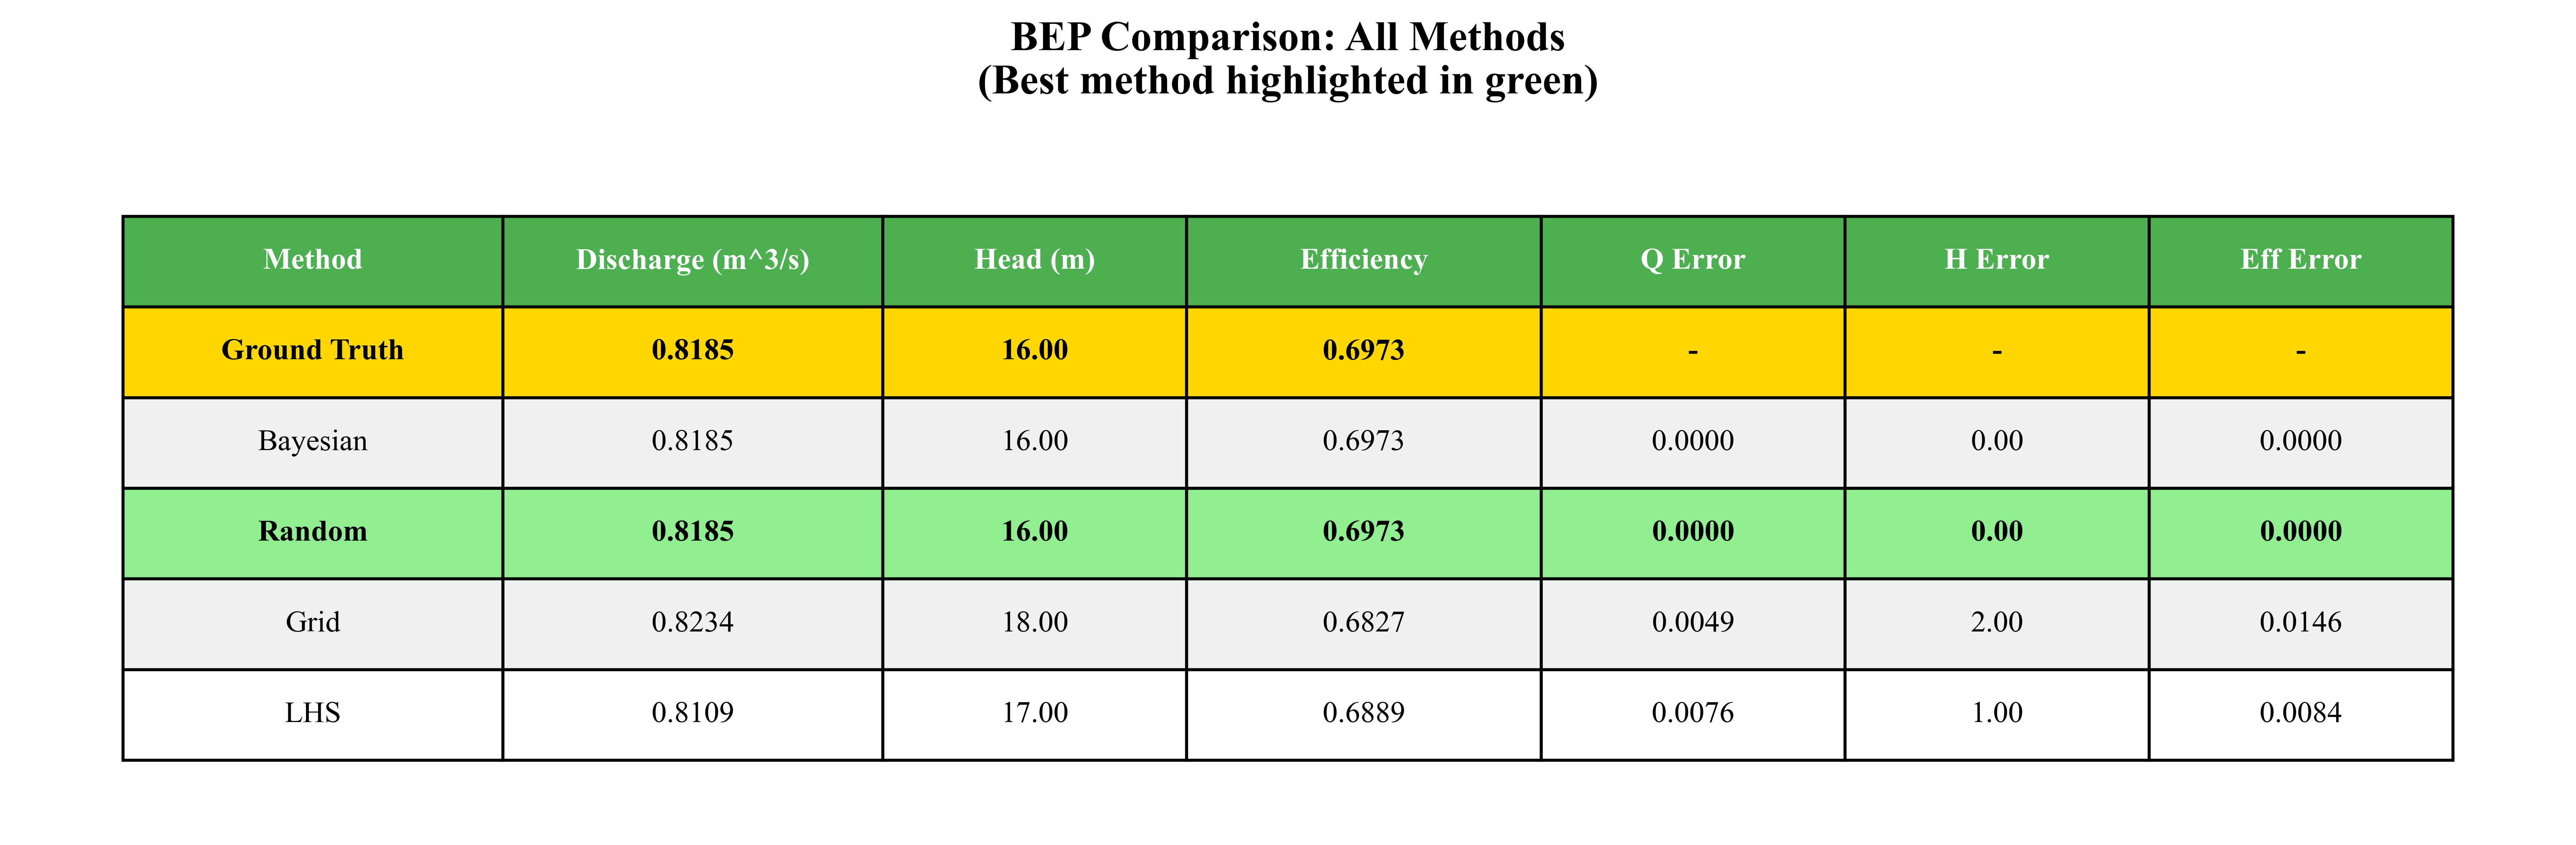 BEP Comparison: All Methods
(Best method highlighted in green)
Method Discharge (m^3/s) Head (m) Efficiency Q Error H Error Eff Error
Ground Truth 0.8185 16.00 0.6973 - - -
Bayesian 0.8185 16.00 0.6973 0.0000 0.00 0.0000
Random 0.8185 16.00 0.6973 0.0000 0.00 0.0000
Grid 0.8234 18.00 0.6827 0.0049 2.00 0.0146
LHS 0.8109 17.00 0.6889 0.0076 1.00 0.0084